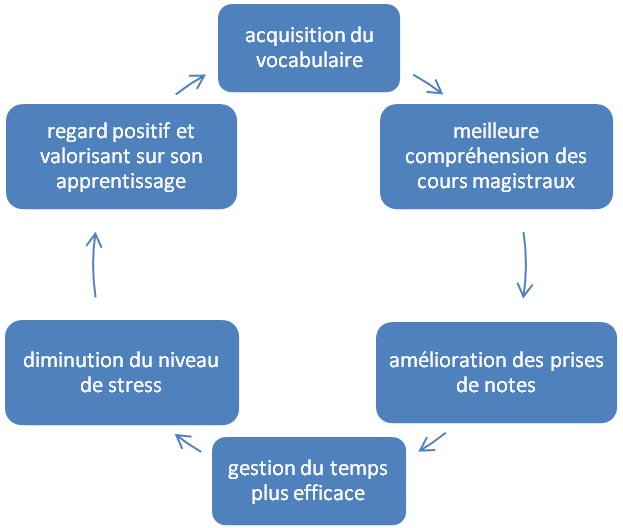 acquisition du
vocabulaire
meilleure
compréhension des
cours magistraux
amélioration des prises
de notes
gestion du temps
plus efficace
diminution du niveau
de stress
regard positif et
valorisant sur son
apprentissage